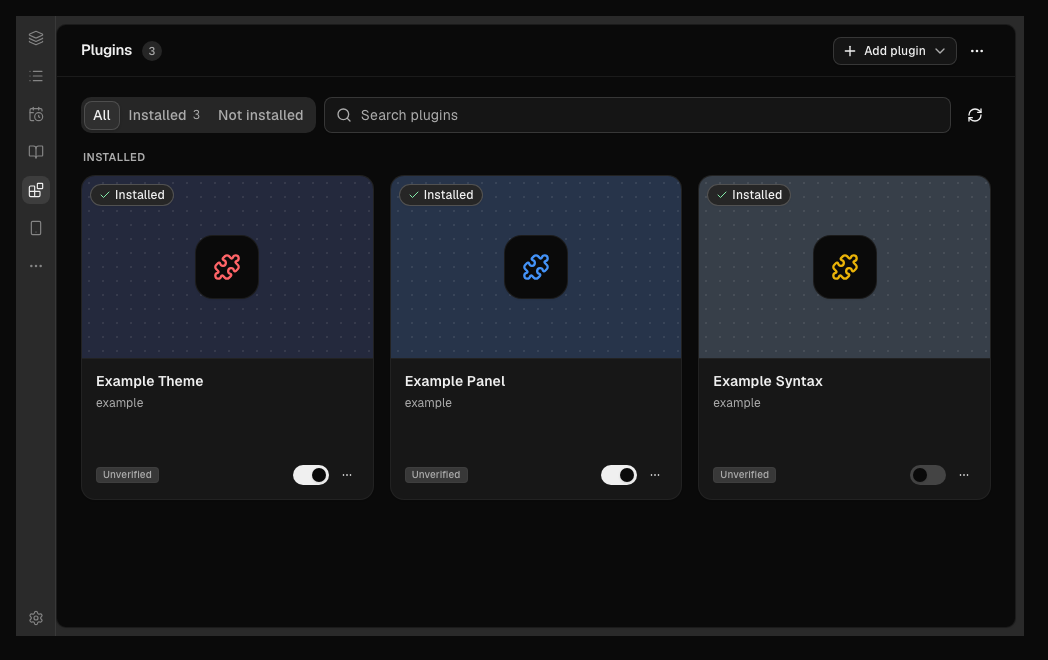 Plugins 3
Add plugin
All Installed 3 Not installed
Search plugins
INSTALLED
Installed
Installed
Installed
Example Theme
example
Unverified
Example Panel
example
Unverified
Example Syntax
example
Unverified